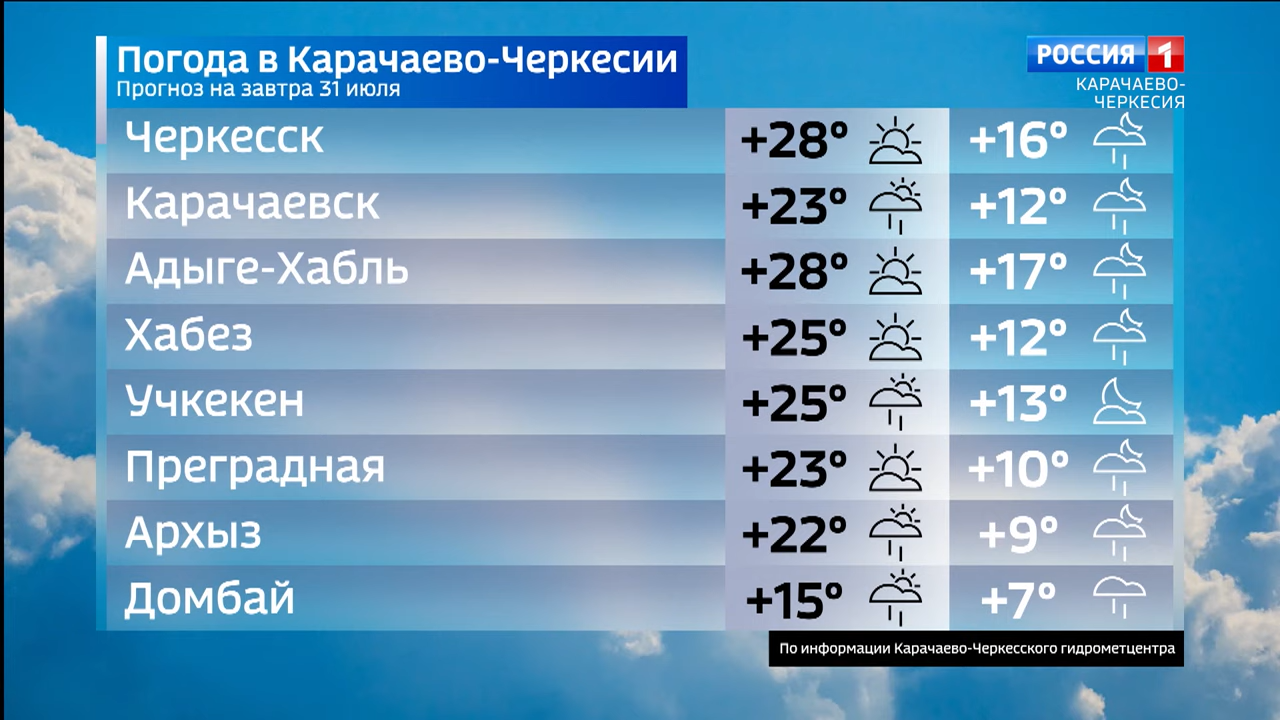 Погода в Карачаево-Черкесии
Прогноз на завтра 31 июля
РОССИЯ 1
КАРАЧАЕВО-
ЧЕРКЕСИЯ
Черкесск +28° +16°
Карачаевск +23° +12°
Адыге-Хабль +28° +17°
Хабез +25° +12°
Учкекен +25° +13°
Преградная +23° +10°
Архыз +22° +9°
Домбай +15° +7°
По информации Карачаево-Черкесского гидрометцентра